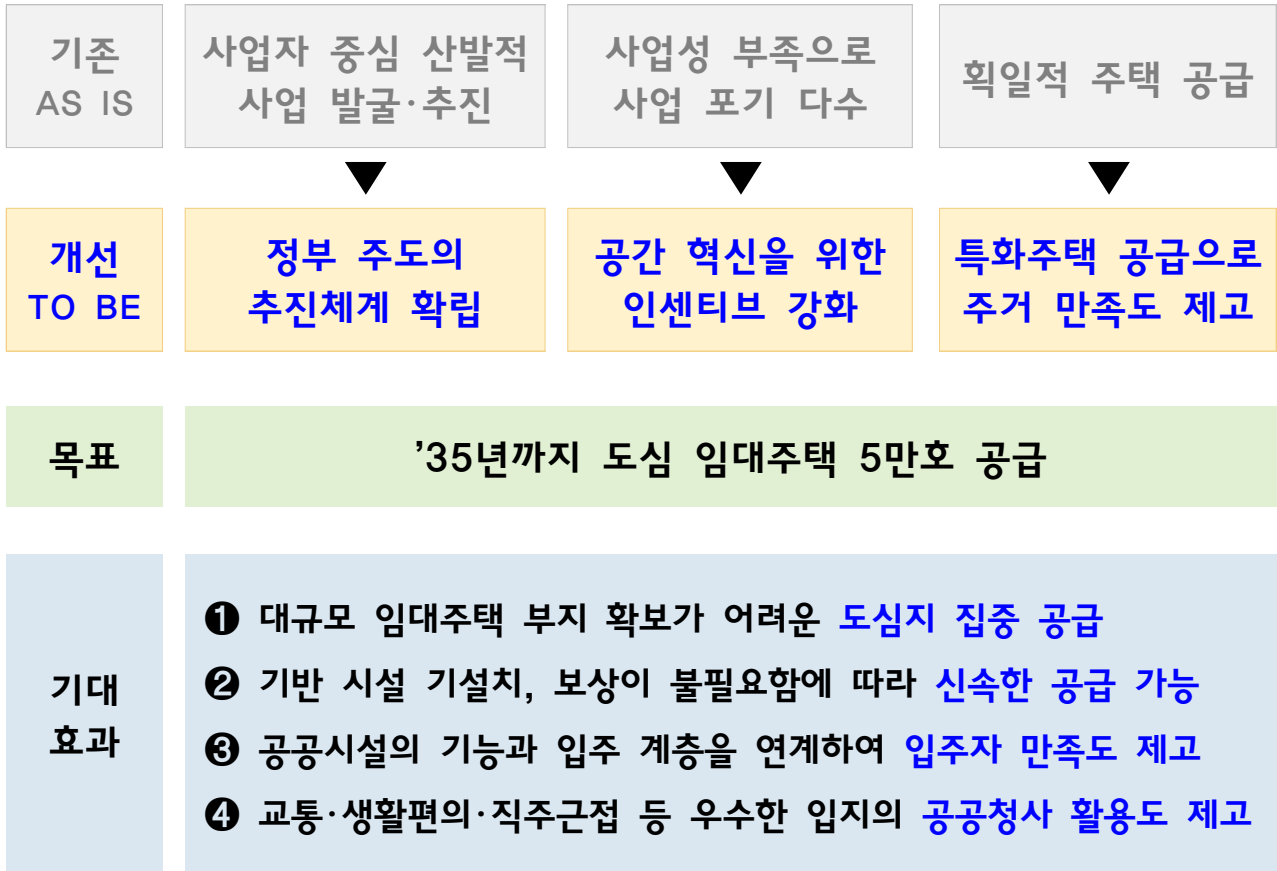 기존
AS IS
사업자 중심 산발적
사업 발굴·추진
사업성 부족으로
사업 포기 다수
획일적 주택 공급
개선
TO BE
정부 주도의
추진체계 확립
공간 혁신을 위한
인센티브 강화
특화주택 공급으로
주거 만족도 제고
목표
’35년까지 도심 임대주택 5만호 공급
기대
효과
❶ 대규모 임대주택 부지 확보가 어려운 도심지 집중 공급
❷ 기반 시설 기설치, 보상이 불필요함에 따라 신속한 공급 가능
❸ 공공시설의 기능과 입주 계층을 연계하여 입주자 만족도 제고
❹ 교통·생활편의·직주근접 등 우수한 입지의 공공청사 활용도 제고